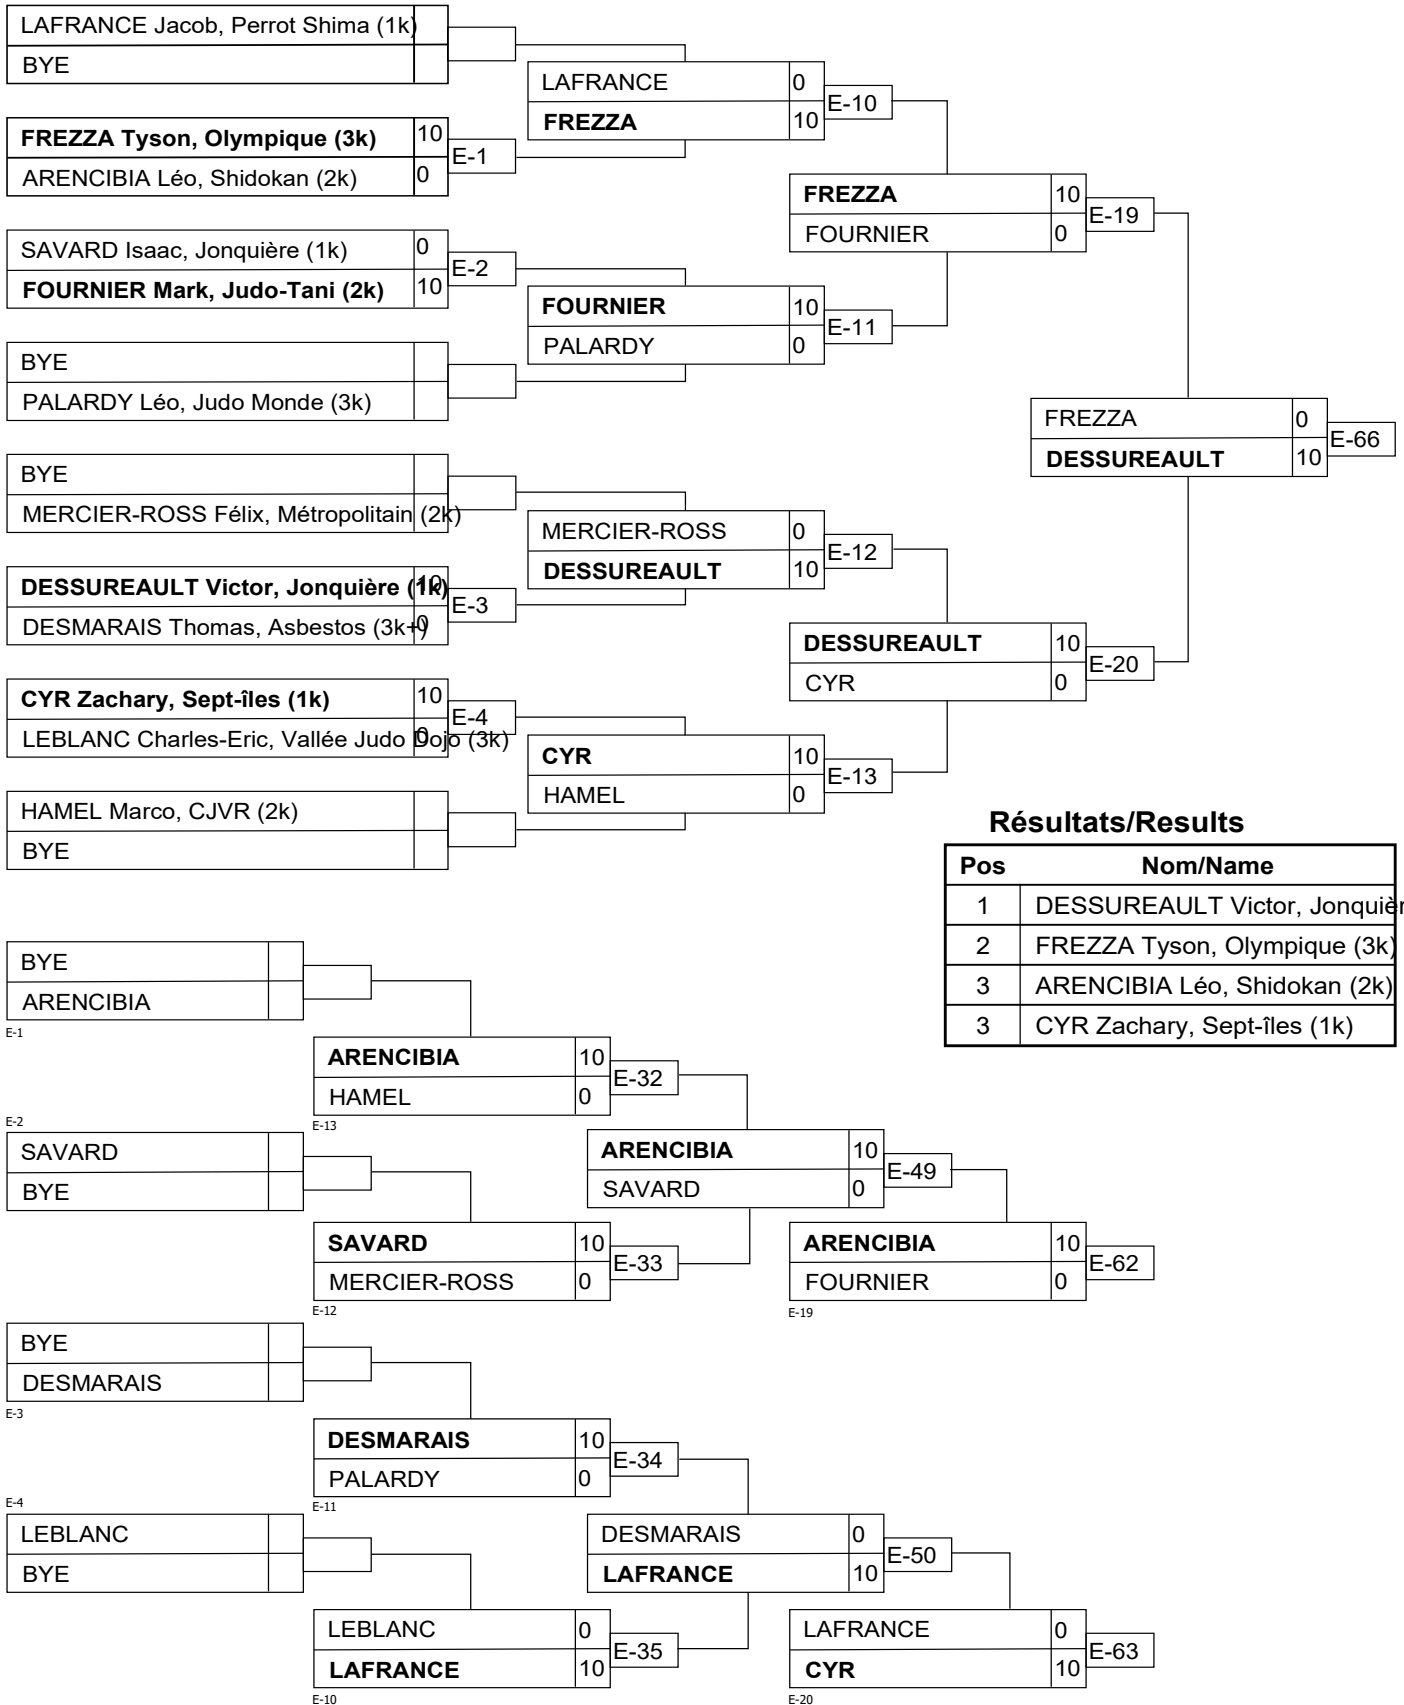 LAFRANCE Jacob, Perrot Shima (1k)
BYE
FREZZA Tyson, Olympique (3k) 10
ARENCIBIA Léo, Shidokan (2k) 0
E-1
SAVARD Isaac, Jonquière (1k) 0
FOURNIER Mark, Judo-Tani (2k) 10
E-2
BYE
PALARDY Léo, Judo Monde (3k)
BYE
MERCIER-ROSS Félix, Métropolitain (2k)
DESSUREAULT Victor, Jonquière (1k) 10
DESMARAIS Thomas, Asbestos (3k+) 0
E-3
CYR Zachary, Sept-îles (1k) 10
LEBLANC Charles-Eric, Vallée Judo Dojo (3k) 0
E-4
HAMEL Marco, CJVR (2k)
BYE
LAFRANCE 0
FREZZA 10
E-10
FOURNIER 10
PALARDY 0
E-11
MERCIER-ROSS 0
DESSUREAULT 10
E-12
CYR 10
HAMEL 0
E-13
FREZZA 10
FOURNIER 0
E-19
DESSUREAULT 10
CYR 0
E-20
FREZZA 0
DESSUREAULT 10
E-66
Résultats/Results
Pos Nom/Name
1 DESSUREAULT Victor, Jonquièr
2 FREZZA Tyson, Olympique (3k)
3 ARENCIBIA Léo, Shidokan (2k)
3 CYR Zachary, Sept-îles (1k)
BYE
ARENCIBIA
E-1
E-2
SAVARD
BYE
BYE
DESMARAIS
E-3
E-4
LEBLANC
BYE
ARENCIBIA 10
HAMEL 0
E-32
E-13
SAVARD 10
MERCIER-ROSS 0
E-33
E-12
DESMARAIS 10
PALARDY 0
E-34
E-11
LEBLANC 0
LAFRANCE 10
E-35
E-10
ARENCIBIA 10
SAVARD 0
E-49
DESMARAIS 0
LAFRANCE 10
E-50
ARENCIBIA 10
FOURNIER 0
E-62
E-19
LAFRANCE 0
CYR 10
E-63
E-20